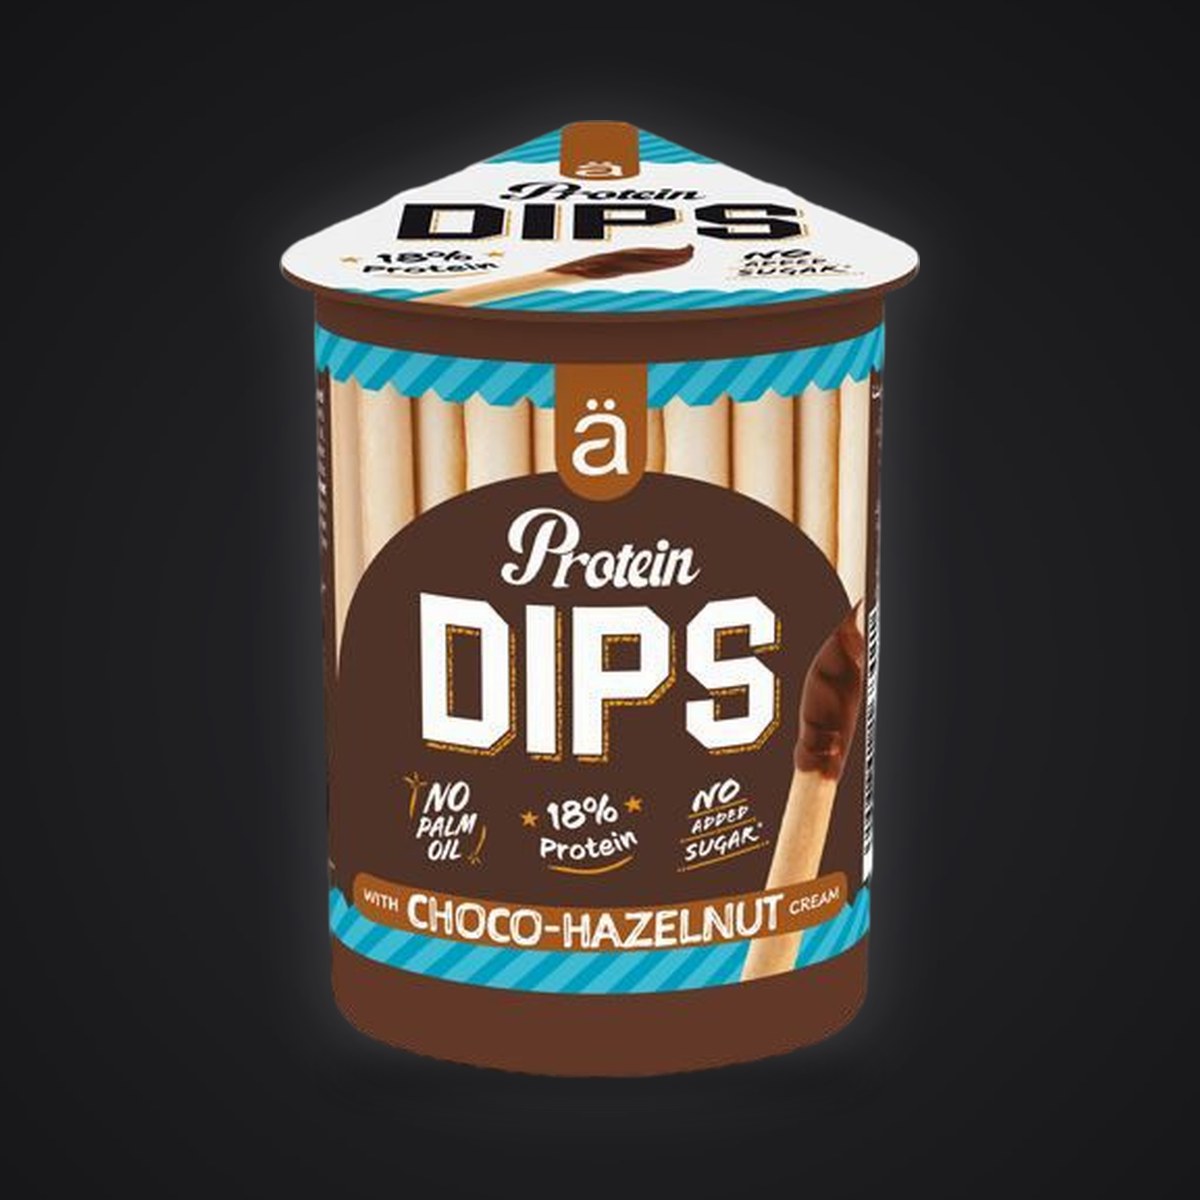 ä
Protein
DIPS
18%
Protein
NO
ADDED
SUGAR*
ä
Protein
DIPS
NO
PALM
OIL
18%
Protein
NO
ADDED
SUGAR*
WITH CHOCO-HAZELNUT CREAM